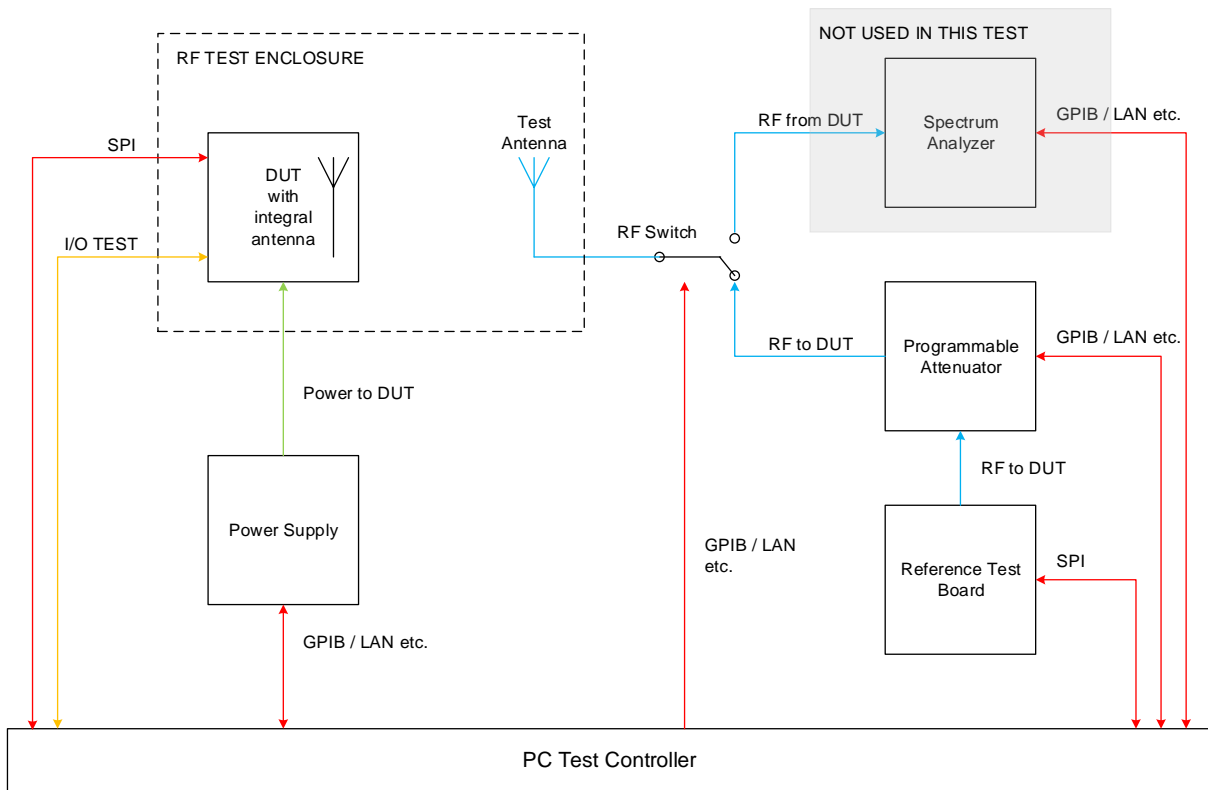 NOT USED IN THIS TEST
RF TEST ENCLOSURE
Test
Antenna
RF from DUT
Spectrum
Analyzer
GPIB / LAN etc.
SPI
DUT
with
integral
antenna
I/O TEST
RF Switch
RF to DUT
Programmable
Attenuator
GPIB / LAN etc.
Power to DUT
RF to DUT
Power Supply
GPIB / LAN
etc.
Reference Test
Board
SPI
GPIB / LAN etc.
PC Test Controller